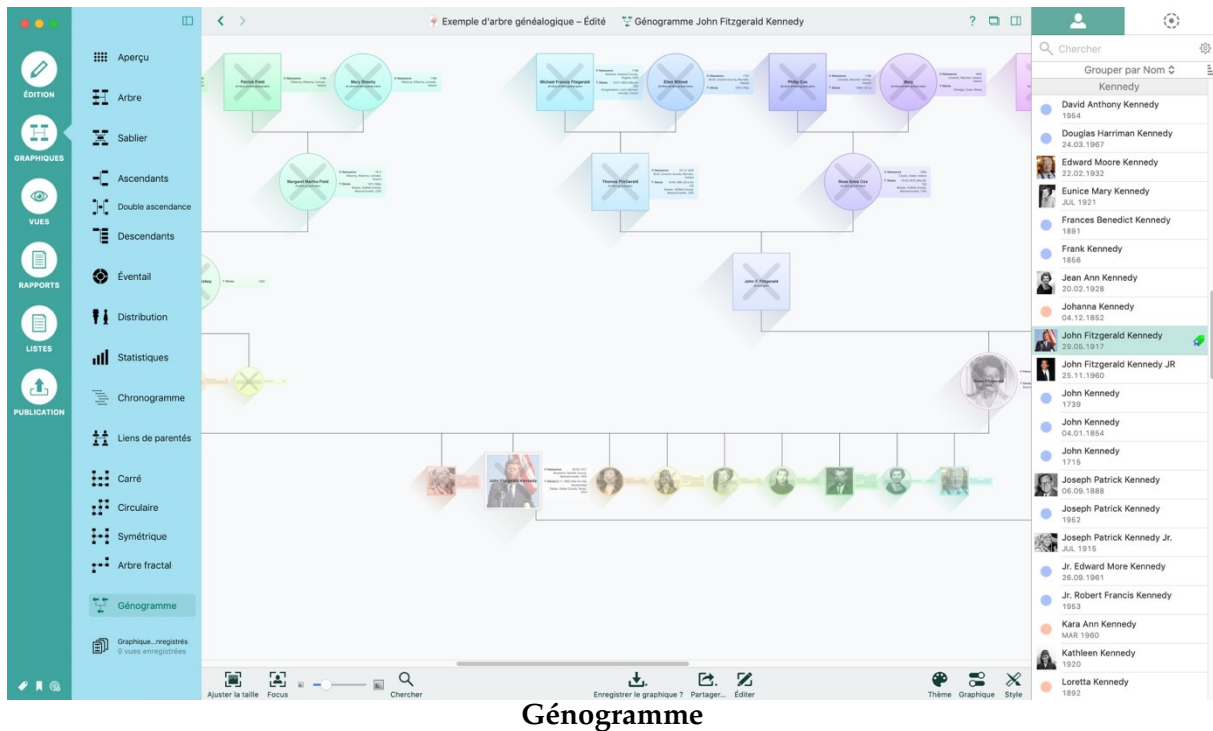 Exemple d'arbre généalogique – Édité
Génogramme John Fitzgerald Kennedy
?
ÉDITION
GRAPHIQUES
VUES
RAPPORTS
LISTES
PUBLICATION
Aperçu
Arbre
Sablier
Ascendants
Double ascendance
Descendants
Éventail
Distribution
Statistiques
Chronogramme
Liens de parentés
Carré
Circulaire
Symétrique
Arbre fractal
Génogramme
Graphique...nregistrés
0 vues enregistrées
Patrick Field
Mary Sheehy
Michael Francis Fitzgerald
Ellen Wilmot
Philip Cox
Mary
Margaret Martha Field
Thomas Fitzgerald
Rose Anna Cox
John F. Fitzgerald
John Fitzgerald Kennedy
Ajuster la taille
Focus
Chercher
Enregistrer le graphique ?
Partager...
Éditer
Thème
Graphique
Style
Chercher
Grouper par Nom
Kennedy
David Anthony Kennedy
1954
Douglas Harriman Kennedy
24.03.1967
Edward Moore Kennedy
22.02.1932
Eunice Mary Kennedy
JUL 1921
Frances Benedict Kennedy
1891
Frank Kennedy
1856
Jean Ann Kennedy
20.02.1928
Johanna Kennedy
04.12.1852
John Fitzgerald Kennedy
29.05.1917
John Fitzgerald Kennedy JR
25.11.1960
John Kennedy
1739
John Kennedy
04.01.1854
John Kennedy
1715
Joseph Patrick Kennedy
06.09.1888
Joseph Patrick Kennedy
1952
Joseph Patrick Kennedy Jr.
JUL 1915
Jr. Edward More Kennedy
26.09.1961
Jr. Robert Francis Kennedy
1953
Kara Ann Kennedy
MAR 1960
Kathleen Kennedy
1920
Loretta Kennedy
1892
Génogramme